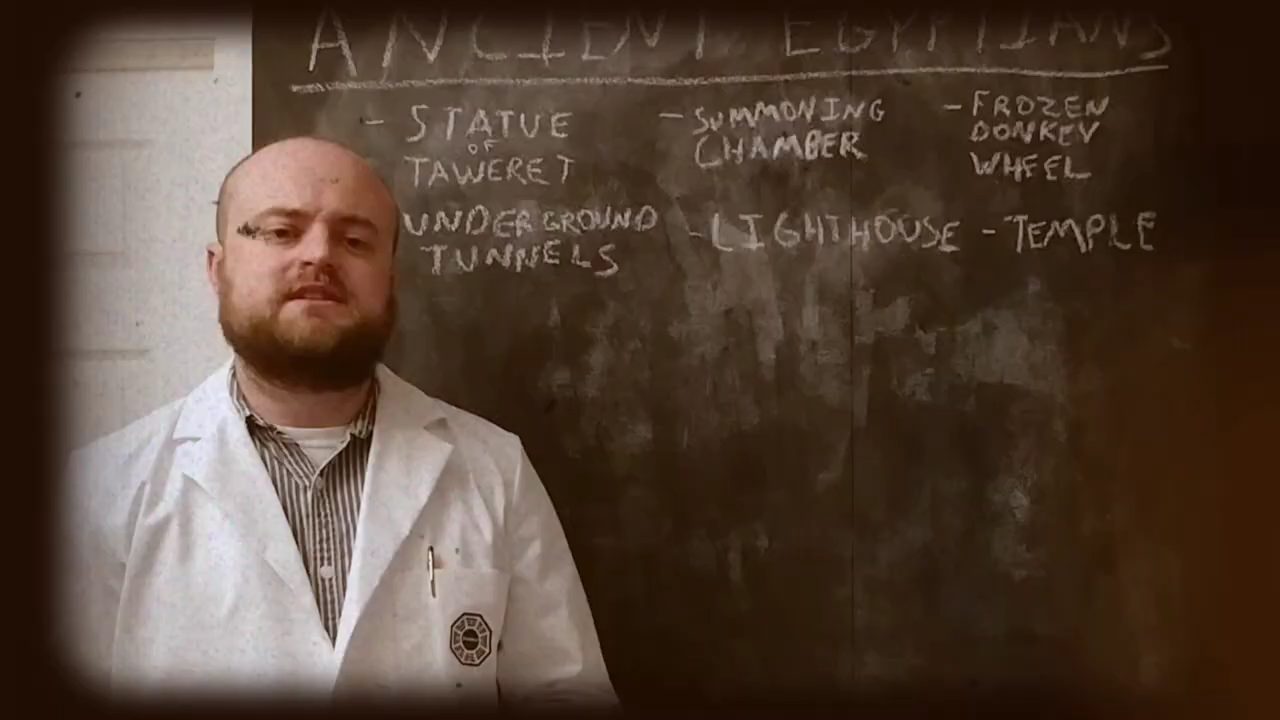 ANCIENT EGYPTIANS
- STATUE
OF
TAWERET
- SUMMONING
CHAMBER
- FROZEN
DONKEY
WHEEL
UNDERGROUND
TUNNELS
- LIGHTHOUSE
- TEMPLE